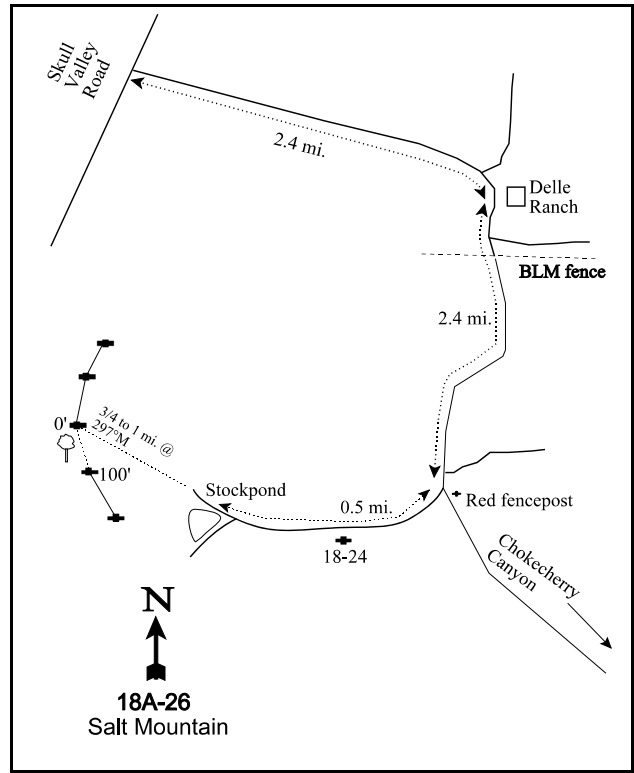 Skull
Valley
Road
2.4 mi.
Delle
Ranch
BLM fence
2.4 mi.
3/4 to 1 mi. @
297°M
0'
100'
Stockpond
0.5 mi.
Red fencepost
18-24
Chokecherry
Canyon
N
18A-26
Salt Mountain